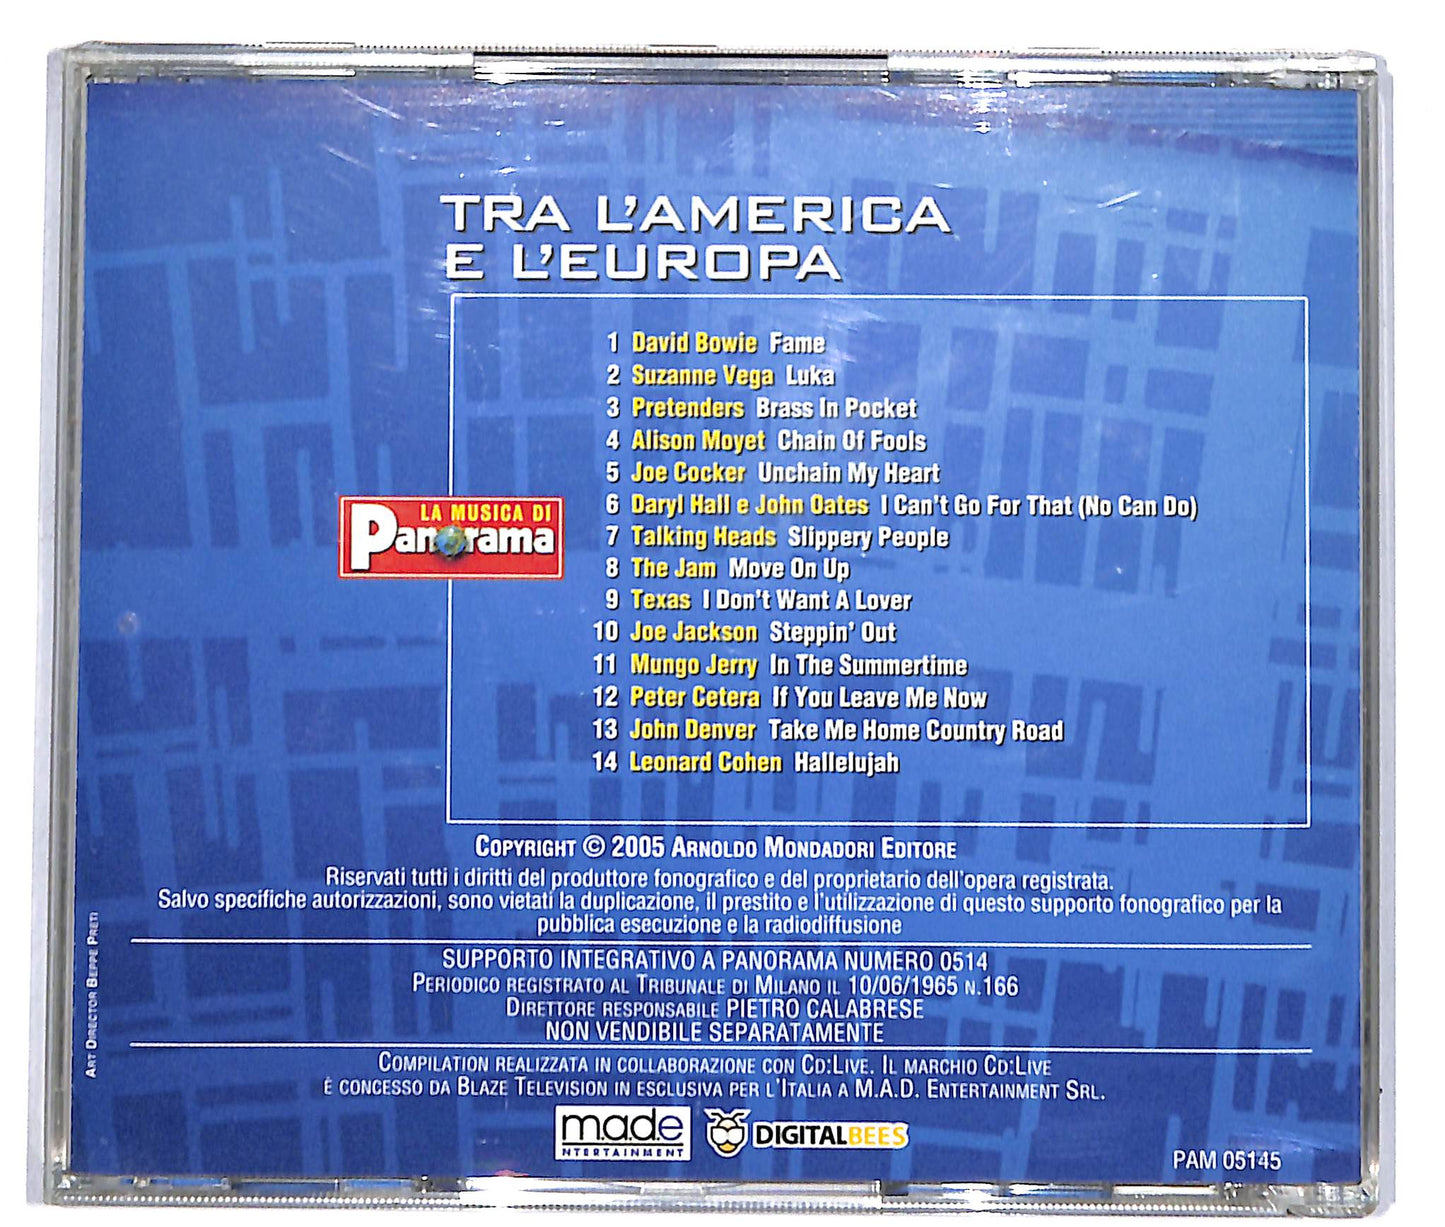 TRA L'AMERICA
E L'EUROPA
1 David Bowie Fame
2 Suzanne Vega Luka
3 Pretenders Brass In Pocket
4 Alison Moyet Chain Of Fools
5 Joe Cocker Unchain My Heart
6 Daryl Hall e John Oates I Can't Go For That (No Can Do)
7 Talking Heads Slippery People
8 The Jam Move On Up
9 Texas I Don't Want A Lover
10 Joe Jackson Steppin' Out
11 Mungo Jerry In The Summertime
12 Peter Cetera If You Leave Me Now
13 John Denver Take Me Home Country Road
14 Leonard Cohen Hallelujah
LA MUSICA DI
Panorama
COPYRIGHT © 2005 ARNOLDO MONDADORI EDITORE
Riservati tutti i diritti del produttore fonografico e del proprietario dell'opera registrata.
Salvo specifiche autorizzazioni, sono vietati la duplicazione, il prestito e l'utilizzazione di questo supporto fonografico per la
pubblica esecuzione e la radiodiffusione
SUPPORTO INTEGRATIVO A PANORAMA NUMERO 0514
PERIODICO REGISTRATO AL TRIBUNALE DI MILANO IL 10/06/1965 N.166
DIRETTORE RESPONSABILE PIETRO CALABRESE
NON VENDIBILE SEPARATAMENTE
COMPILATION REALIZZATA IN COLLABORAZIONE CON CD:LIVE. IL MARCHIO CD:LIVE
È CONCESSO DA BLAZE TELEVISION IN ESCLUSIVA PER L'ITALIA A M.A.D. ENTERTAINMENT SRL.
m.a.d.e
NTERTAINMENT
DIGITALBEES
PAM 05145
ART DIRECTOR BEPPE PRETI